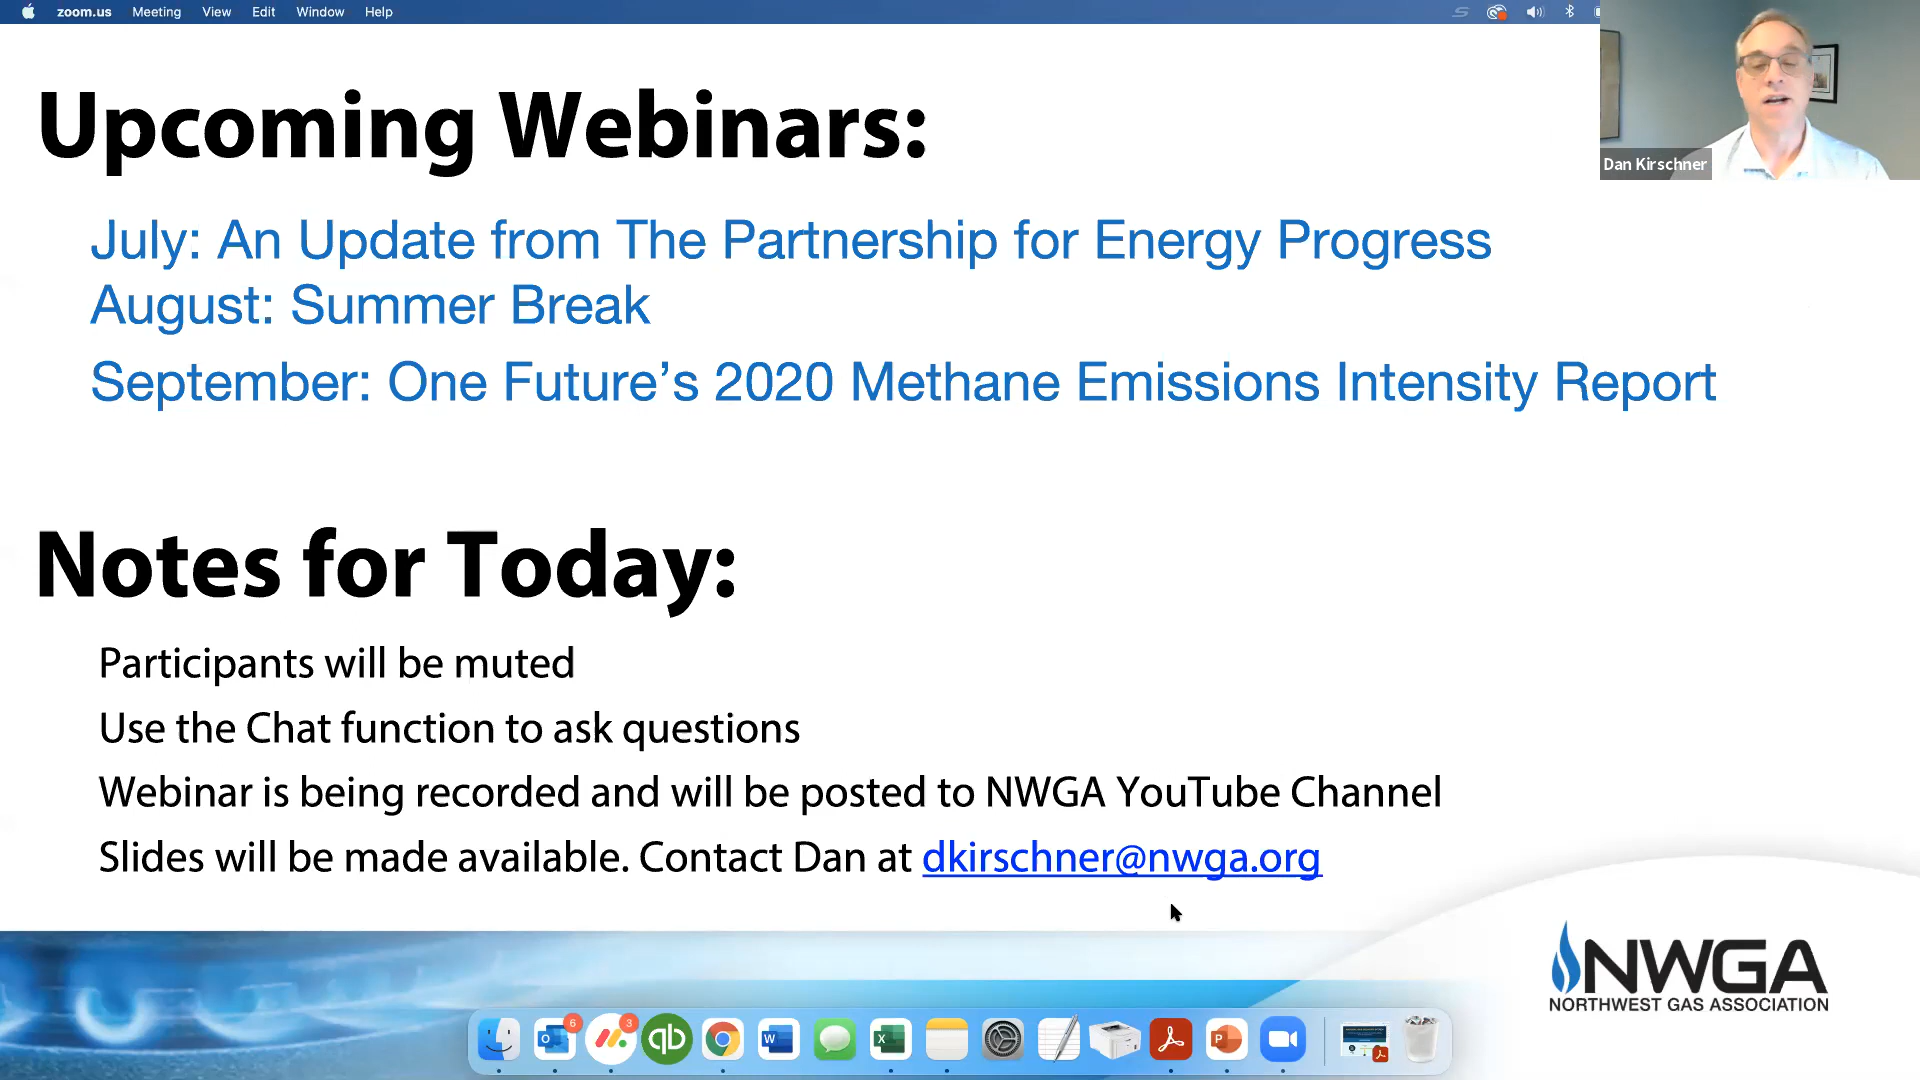 zoom.us Meeting View Edit Window Help
Upcoming Webinars:
Dan Kirschner
July: An Update from The Partnership for Energy Progress
August: Summer Break
September: One Future’s 2020 Methane Emissions Intensity Report
Notes for Today:
Participants will be muted
Use the Chat function to ask questions
Webinar is being recorded and will be posted to NWGA YouTube Channel
Slides will be made available. Contact Dan at dkirschner@nwga.org
NWGA
NORTHWEST GAS ASSOCIATION
6
3
qb
W
X
P